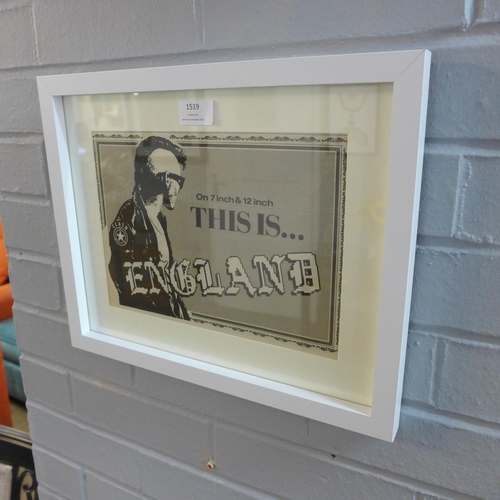 1519
On 7 inch & 12 inch
THIS IS...
ENGLAND